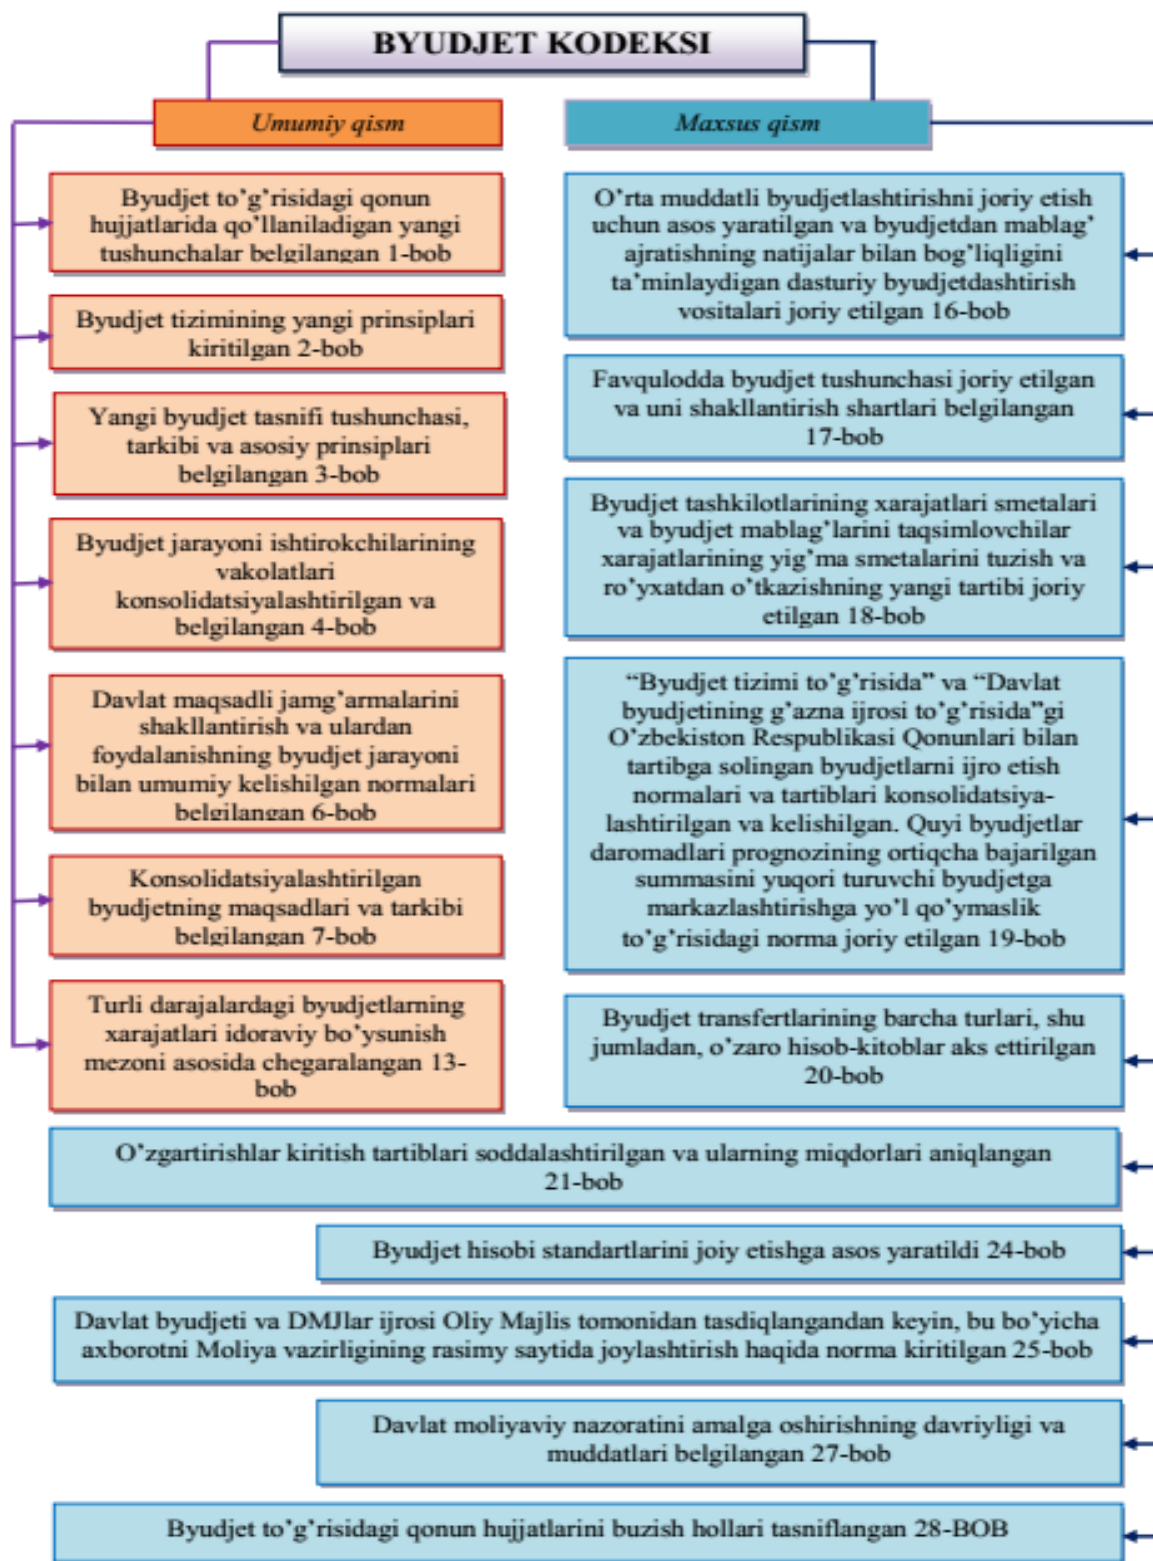 BYUDJET KODEKSI
Umumiy qism
Byudjet to’g’risidagi qonun
hujjatlarida qo’llaniladigan yangi
tushunchalar belgilangan 1-bob
Byudjet tizimining yangi prinsiplari
kiritilgan 2-bob
Yangi byudjet tasnifi tushunchasi,
tarkibi va asosiy prinsiplari
belgilangan 3-bob
Byudjet jarayoni ishtirokchilarining
vakolatlari
konsolidatsiyalashtirilgan va
belgilangan 4-bob
Davlat maqsadli jamg’armalarini
shakllantirish va ulardan
foydalanishning byudjet jarayoni
bilan umumiy kelishilgan normalari
belgilangan 6-bob
Konsolidatsiyalashtirilgan
byudjetning maqsadlari va tarkibi
belgilangan 7-bob
Turli darajalardagi byudjetlarning
xarajatlari idoraviy bo’ysunish
mezoni asosida chegaralangan 13-
bob
Maxsus qism
O’rta muddatli byudjetlashtirishni joriy etish
uchun asos yaratilgan va byudjetdan mablag’
ajratishning natijalar bilan bog’liqligini
ta’minlaydigan dasturiy byudjetdashtirish
vositalari joriy etilgan 16-bob
Favqulodda byudjet tushunchasi joriy etilgan
va uni shakllantirish shartlari belgilangan
17-bob
Byudjet tashkilotlarining xarajatlari smetalari
va byudjet mablag’larini taqsimlovchilar
xarajatlarining yig’ma smetalarini tuzish va
ro’yxatdan o’tkazishning yangi tartibi joriy
etilgan 18-bob
“Byudjet tizimi to’g’risida” va “Davlat
byudjetining g’azna ijrosi to’g’risida”gi
O’zbekiston Respublikasi Qonunlari bilan
tartibga solingan byudjetlarni ijro etish
normalari va tartiblari konsolidatsiya-
lashtirilgan va kelishilgan. Quyi byudjetlar
daromadlari prognozining ortiqcha bajarilgan
summasini yuqori turuvchi byudjetga
markazlashtirishga yo’l qo’ymaslik
to’g’risidagi norma joriy etilgan 19-bob
Byudjet transfertlarining barcha turlari, shu
jumladan, o’zaro hisob-kitoblar aks ettirilgan
20-bob
O’zgartirishlar kiritish tartiblari soddalashtirilgan va ularning miqdorlari aniqlangan
21-bob
Byudjet hisobi standartlarini joiy etishga asos yaratildi 24-bob
Davlat byudjeti va DMJlar ijrosi Oliy Majlis tomonidan tasdiqlangandan keyin, bu bo’yicha
axborotni Moliya vazirligining rasimy saytida joylashtirish haqida norma kiritilgan 25-bob
Davlat moliyaviy nazoratini amalga oshirishning davriyligi va
muddatlari belgilangan 27-bob
Byudjet to’g’risidagi qonun hujjatlarini buzish hollari tasniflangan 28-BOB